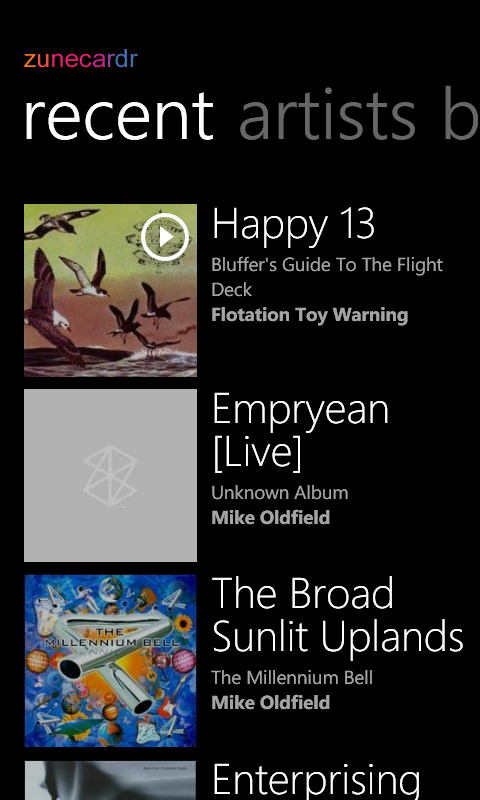 zunecardr
recent artists b
Happy 13
Bluffer's Guide To The Flight
Deck
Flotation Toy Warning
Empryean
[Live]
Unknown Album
Mike Oldfield
The Broad
Sunlit Uplands
THE
MILLENNIUM BELL
The Millennium Bell
Mike Oldfield
Enterprising